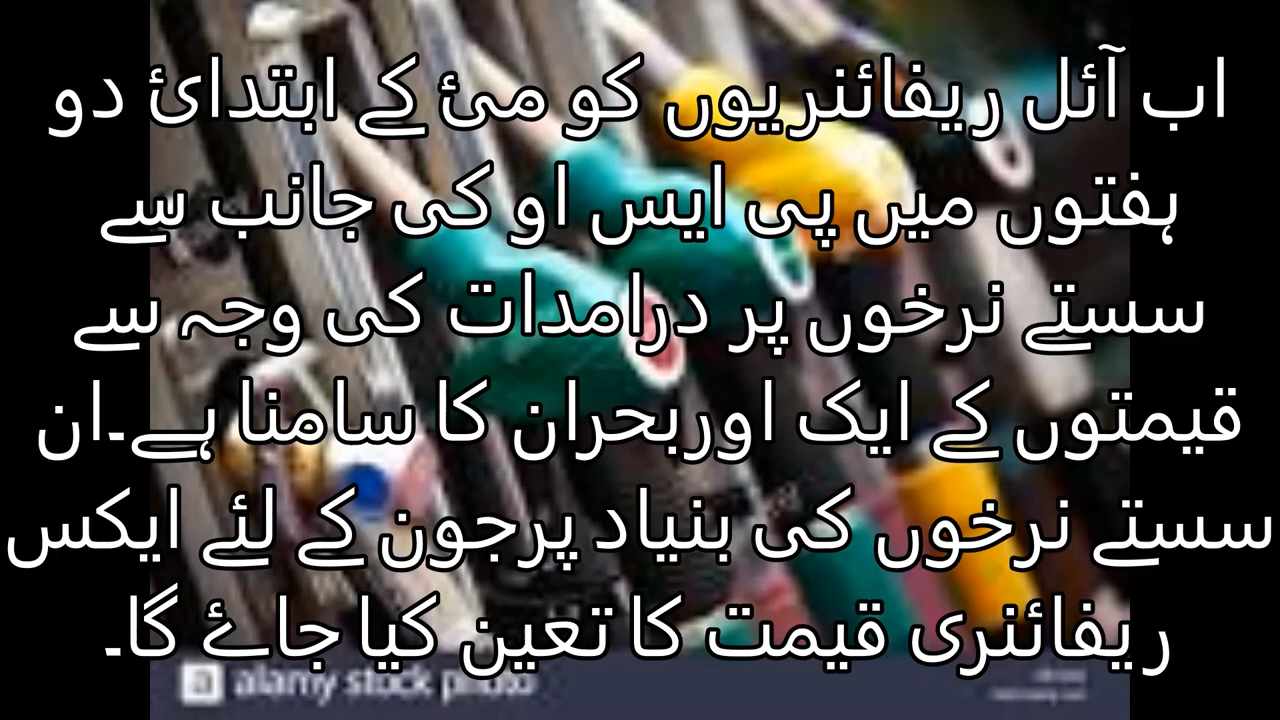 اب آئل ریفائنریوں کو مئ کے ابتدائ دو
ہفتوں میں پی ایس او کی جانب سے
سستے نرخوں پر درامدات کی وجہ سے
قیمتوں کے ایک اوربحران کا سامنا ہے۔ان
سستے نرخوں کی بنیاد پرجون کے لئے ایکس
ریفائنری قیمت کا تعین کیا جاۓ گا۔
a alamy stock photo